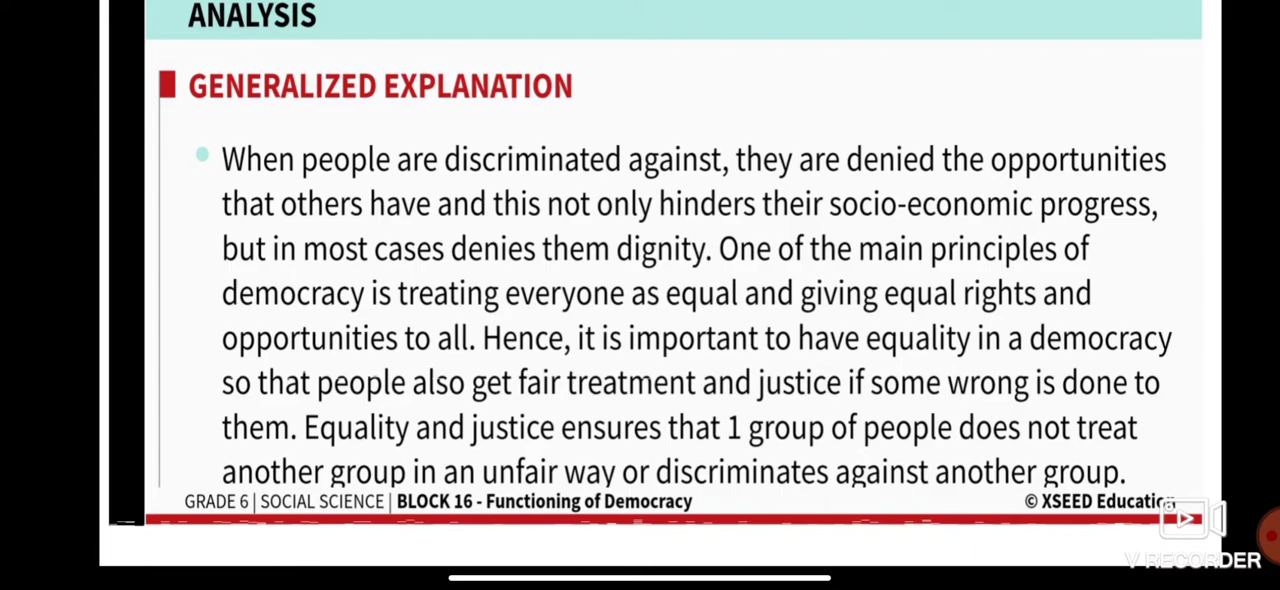 ANALYSIS
GENERALIZED EXPLANATION
When people are discriminated against, they are denied the opportunities
that others have and this not only hinders their socio-economic progress,
but in most cases denies them dignity. One of the main principles of
democracy is treating everyone as equal and giving equal rights and
opportunities to all. Hence, it is important to have equality in a democracy
so that people also get fair treatment and justice if some wrong is done to
them. Equality and justice ensures that 1 group of people does not treat
another group in an unfair way or discriminates against another group.
GRADE 6 | SOCIAL SCIENCE | BLOCK 16 - Functioning of Democracy © XSEED Education
V RECORDER